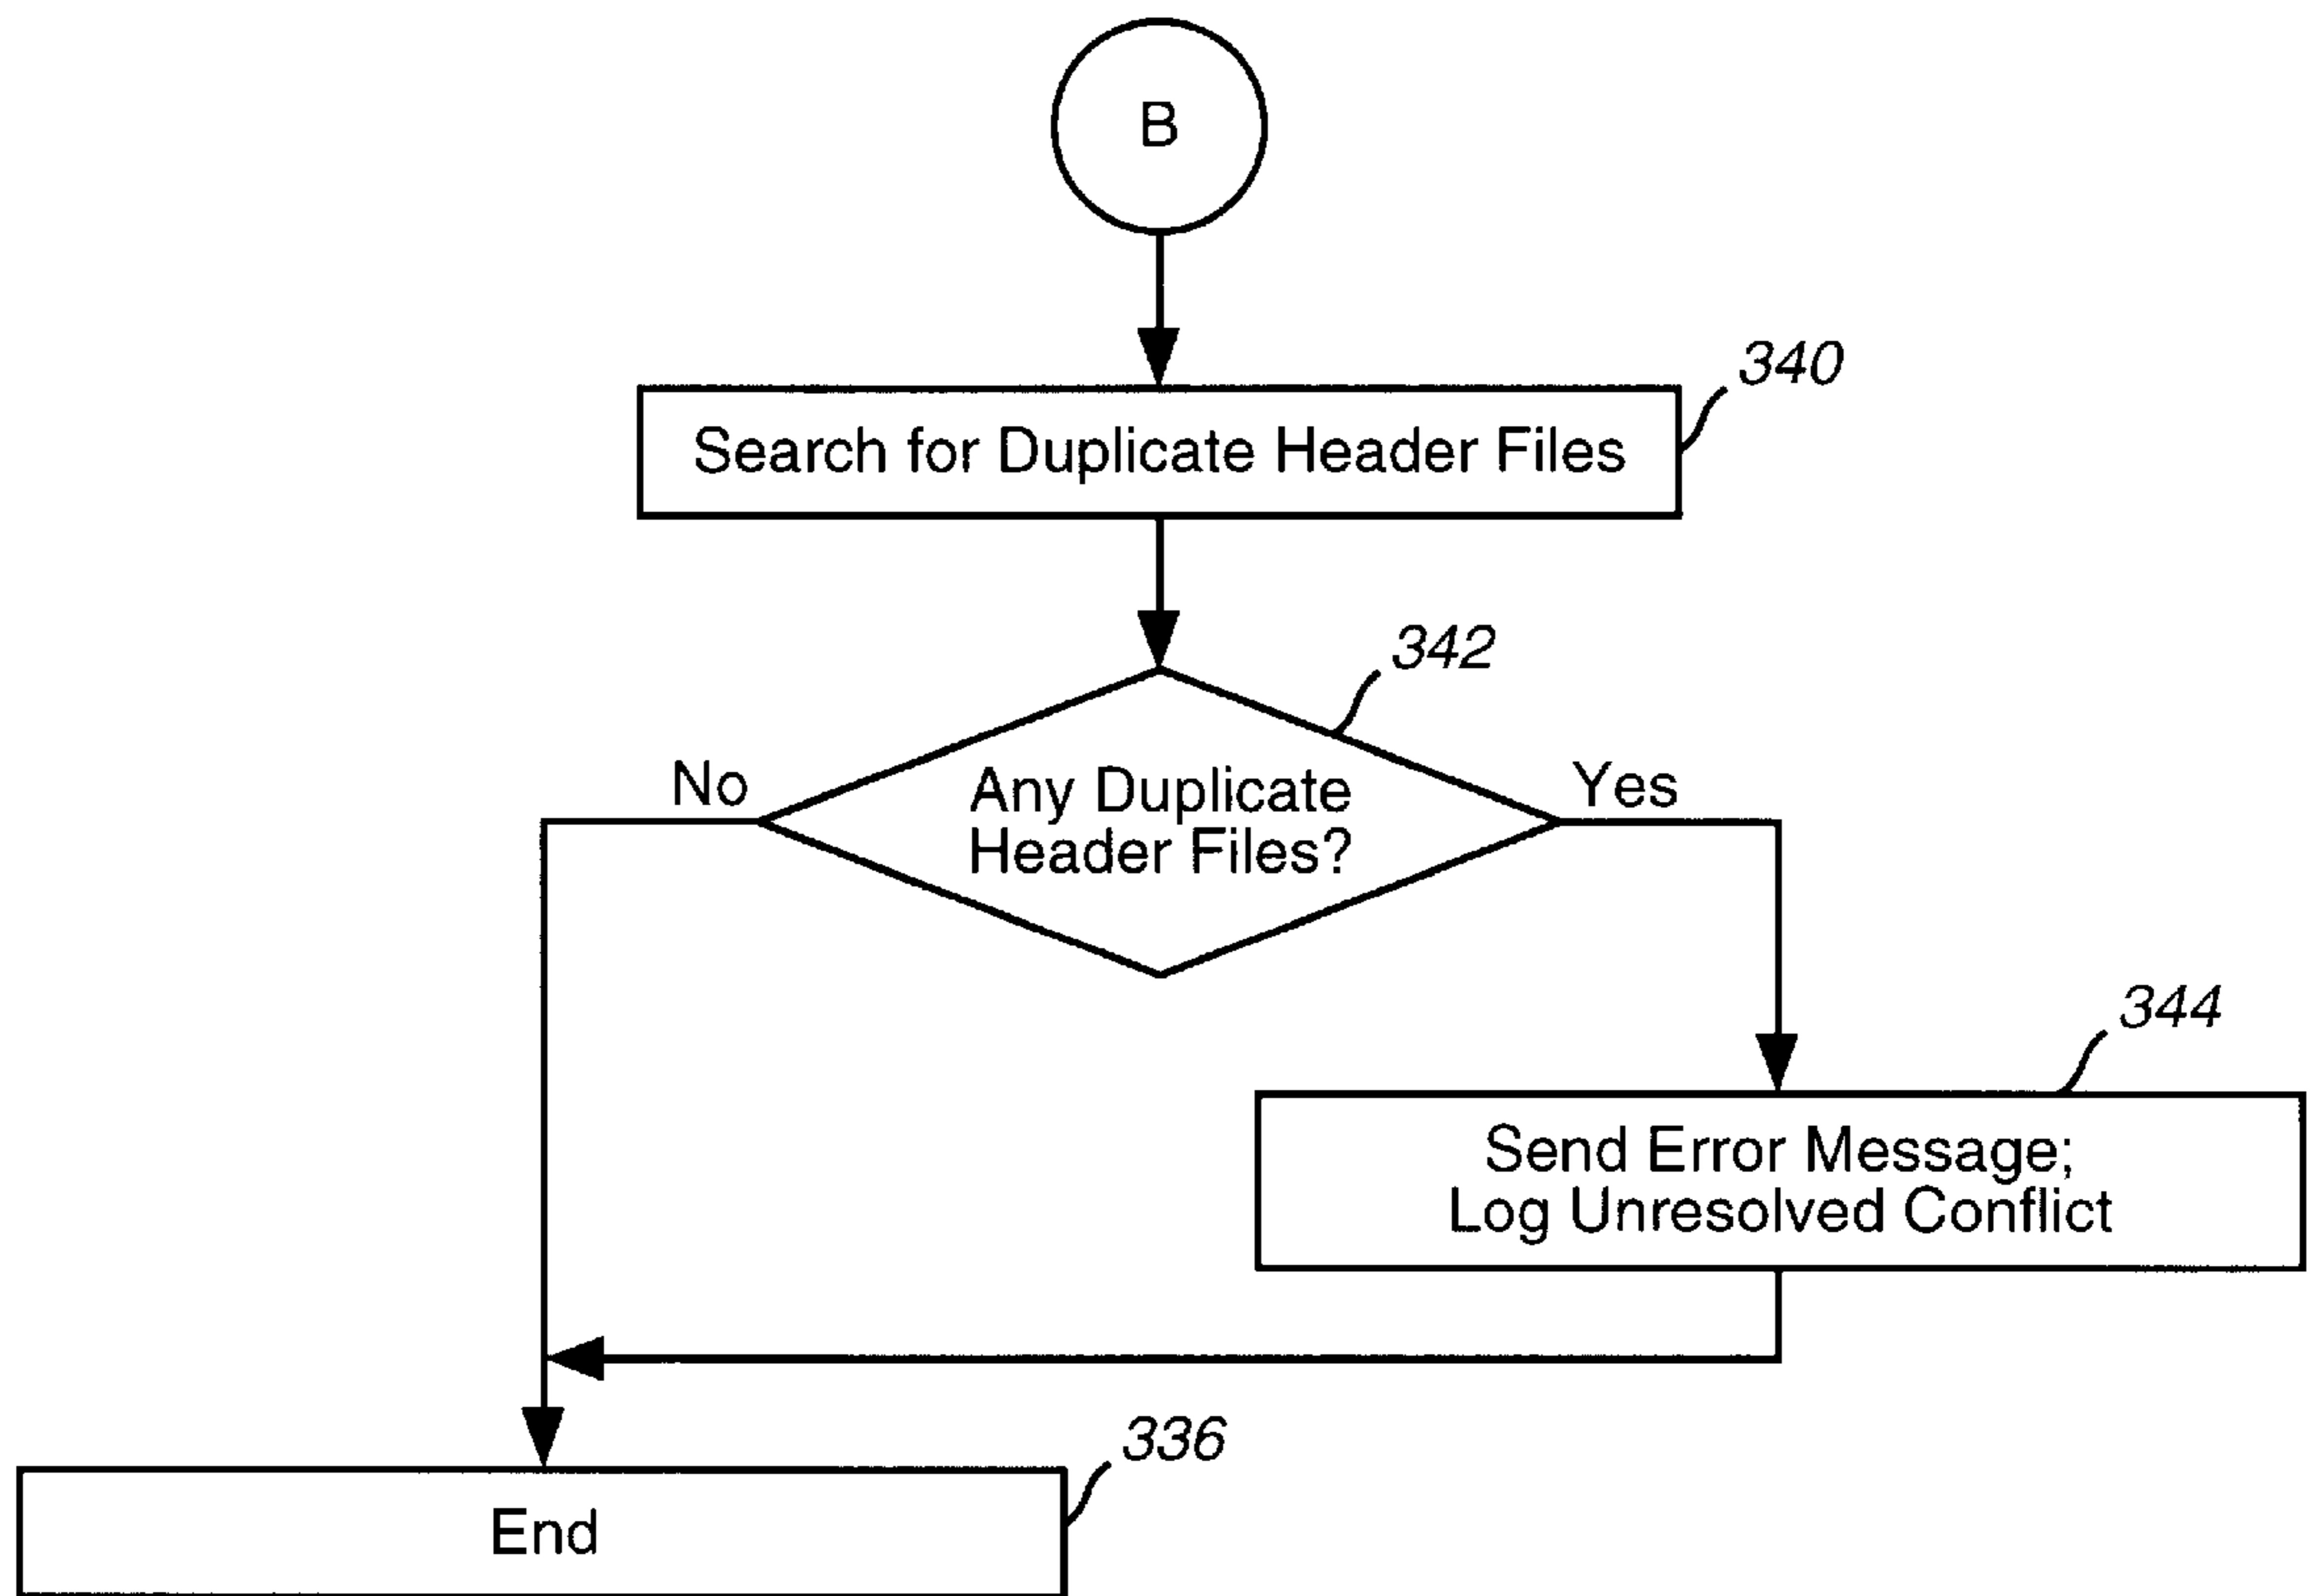 B
340
Search for Duplicate Header Files
342
No
Yes
Any Duplicate
Header Files?
344
Send Error Message;
Log Unresolved Conflict
336
End